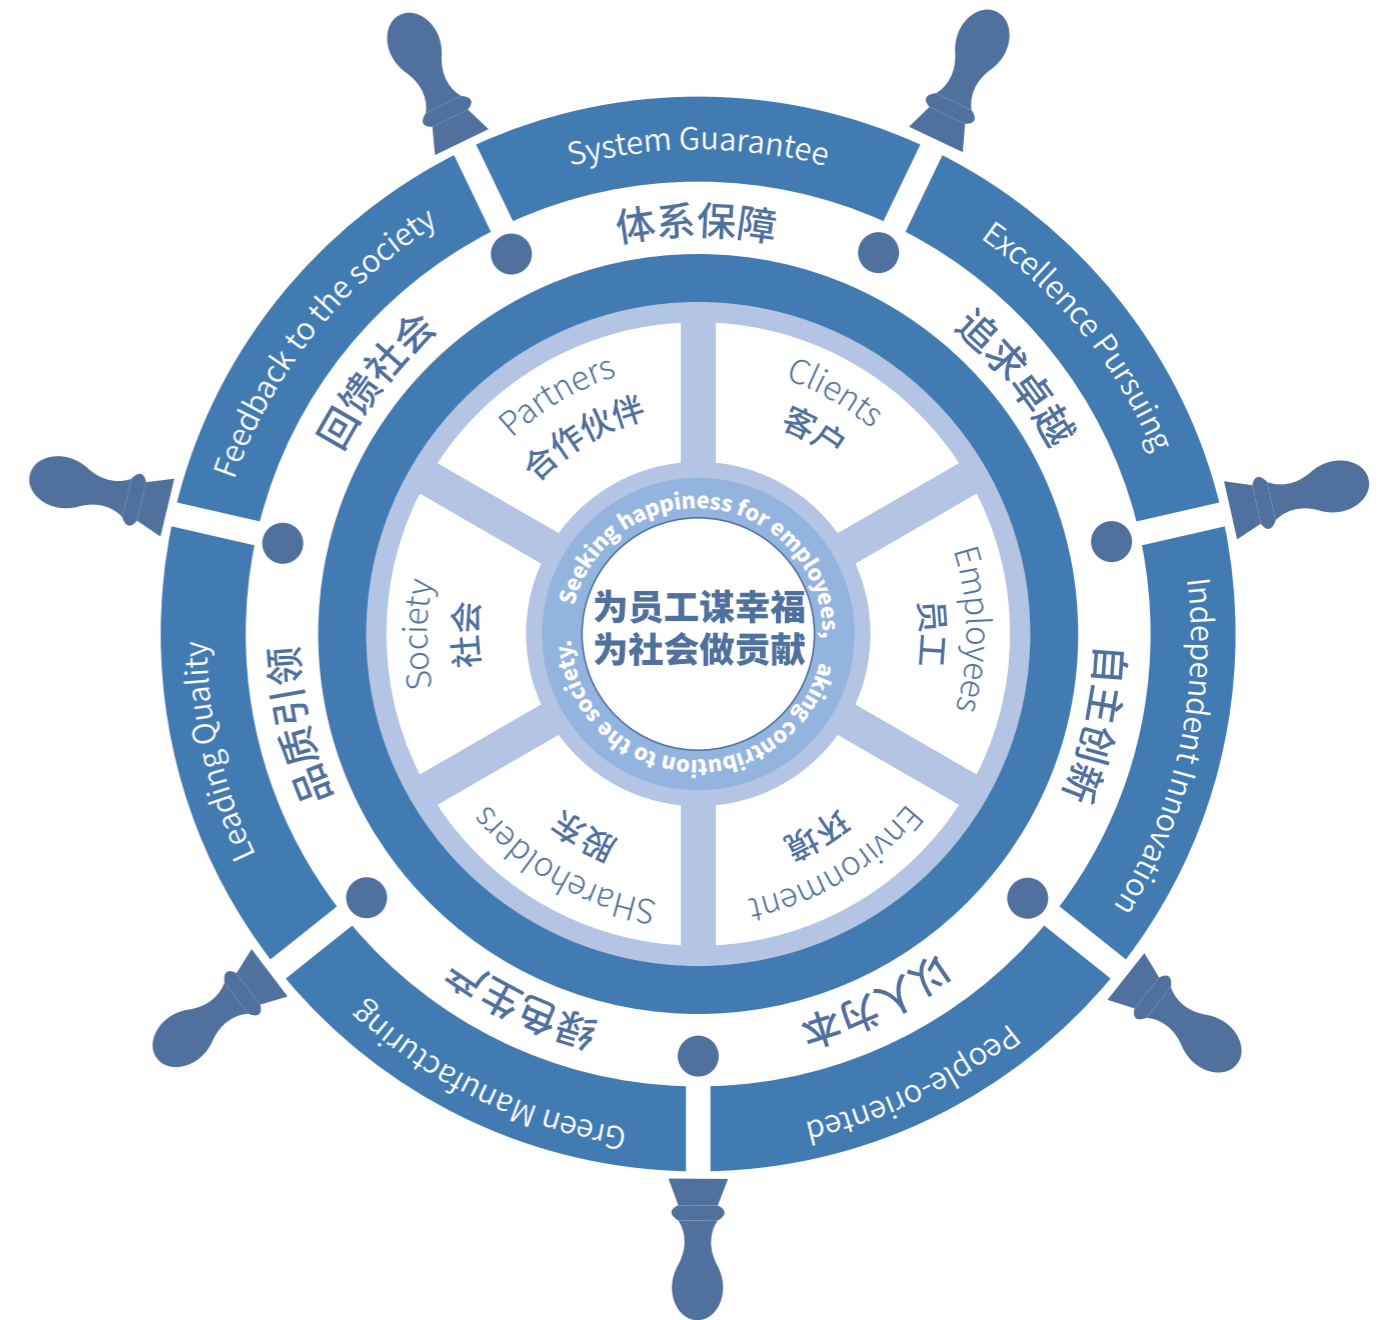 System Guarantee
体系保障
Excellence Pursuing
追求卓越
Independent Innovation
自主创新
People-oriented
以人为本
Green Manufacturing
绿色生产
Leading Quality
品质引领
Feedback to the society
回馈社会
Clients
客户
Employees
员工
Environment
环境
SHareholders
股东
Society
社会
Partners
合作伙伴
Seeking happiness for employees,
aking contribution to the society.
为员工谋幸福
为社会做贡献